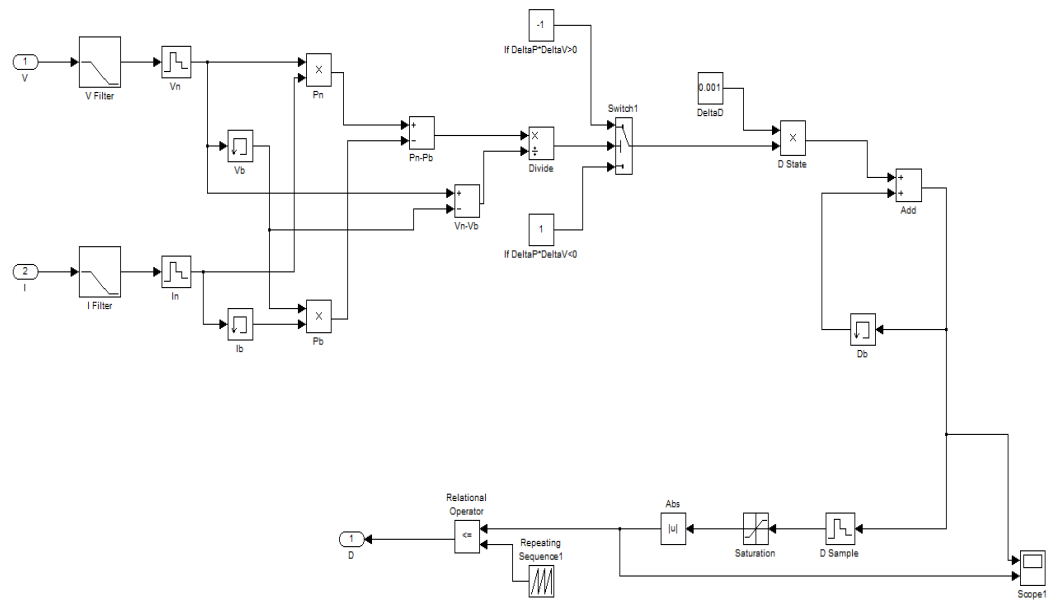 -1
If DeltaP*DeltaV>0
1
V
V Filter
Vn
X
Pn
Vb
+
−
Pn-Pb
X
÷
Divide
Switch1
0.001
DeltaD
X
D State
+
+
Add
+
−
Vn-Vb
1
If DeltaP*DeltaV<0
2
I
I Filter
In
Ib
X
Pb
Db
Relational
Operator
<=
1
D
Repeating
Sequence1
Abs
|u|
Saturation
D Sample
Scope1